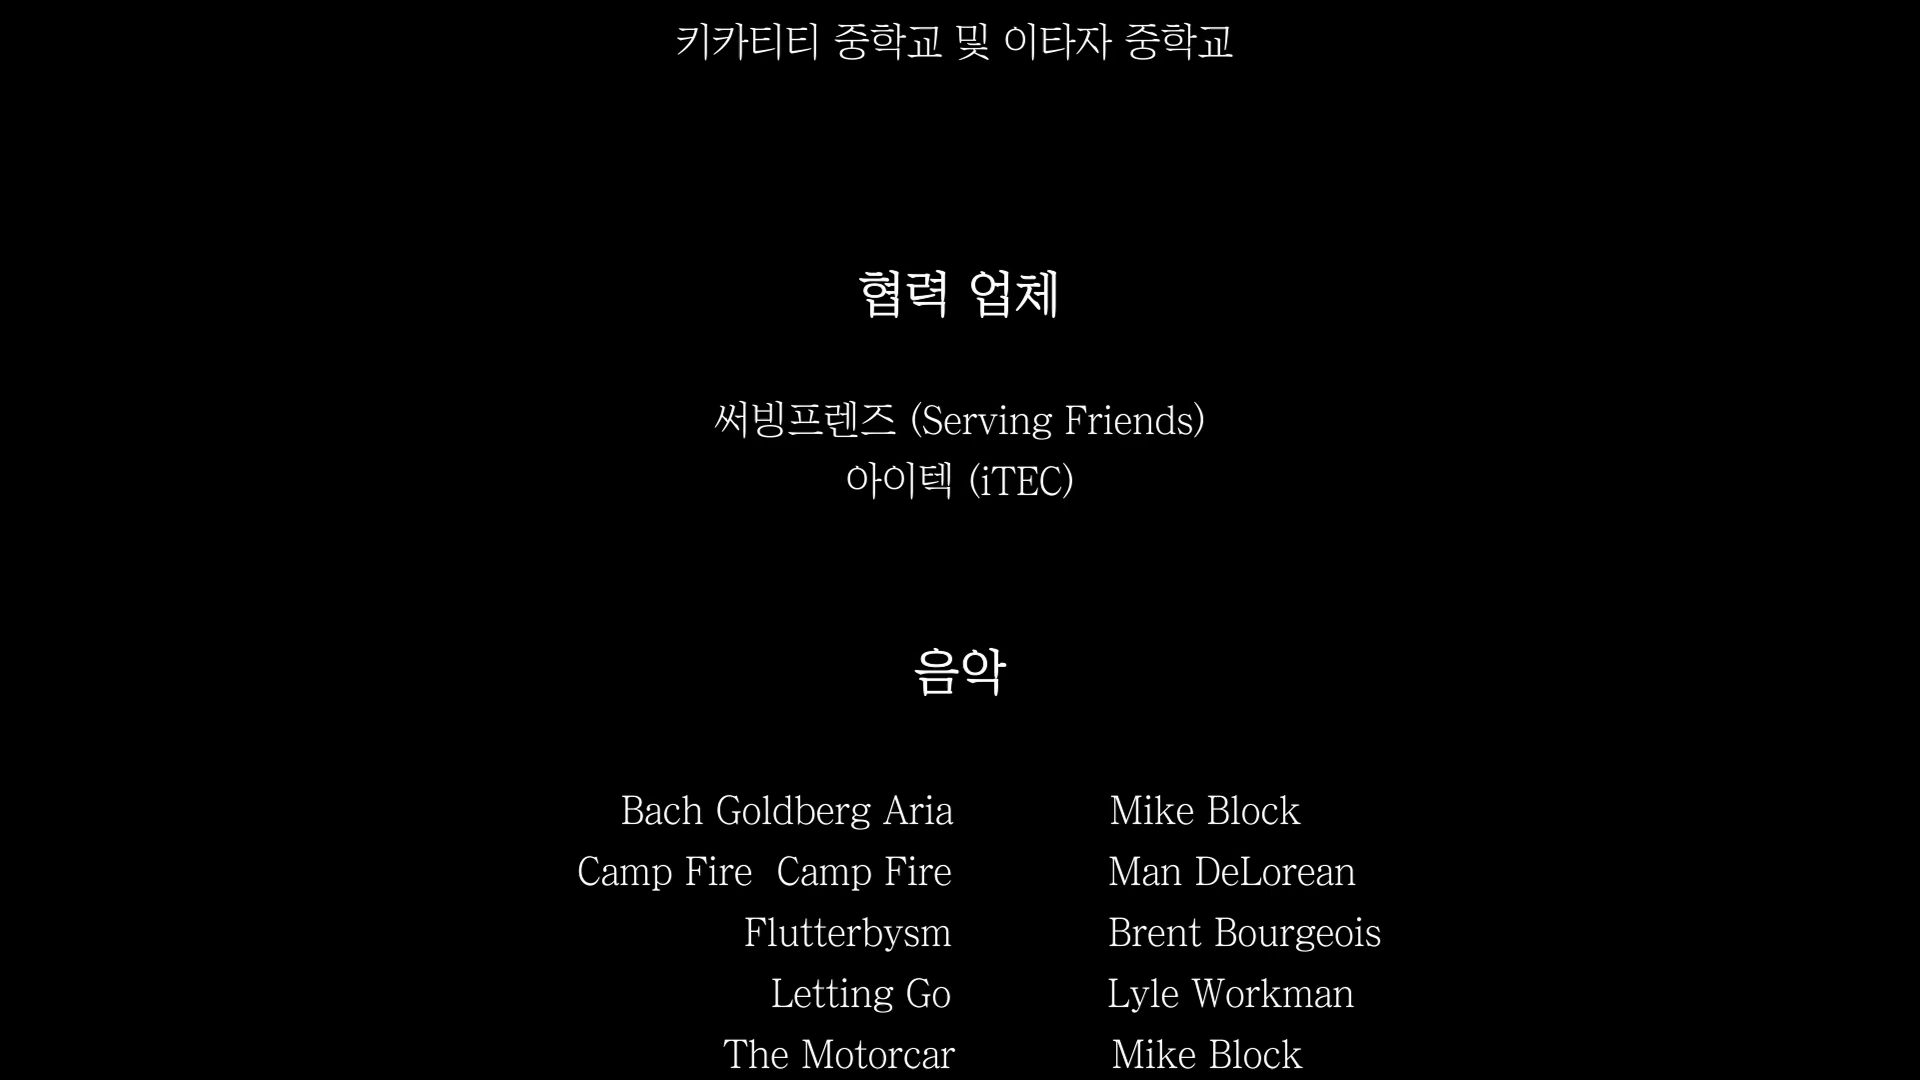 키카티티 중학교 및 이타자 중학교
협력 업체
써빙프렌즈 (Serving Friends)
아이텍 (iTEC)
음악
Bach Goldberg Aria Mike Block
Camp Fire Camp Fire Man DeLorean
Flutterbysm Brent Bourgeois
Letting Go Lyle Workman
The Motorcar Mike Block